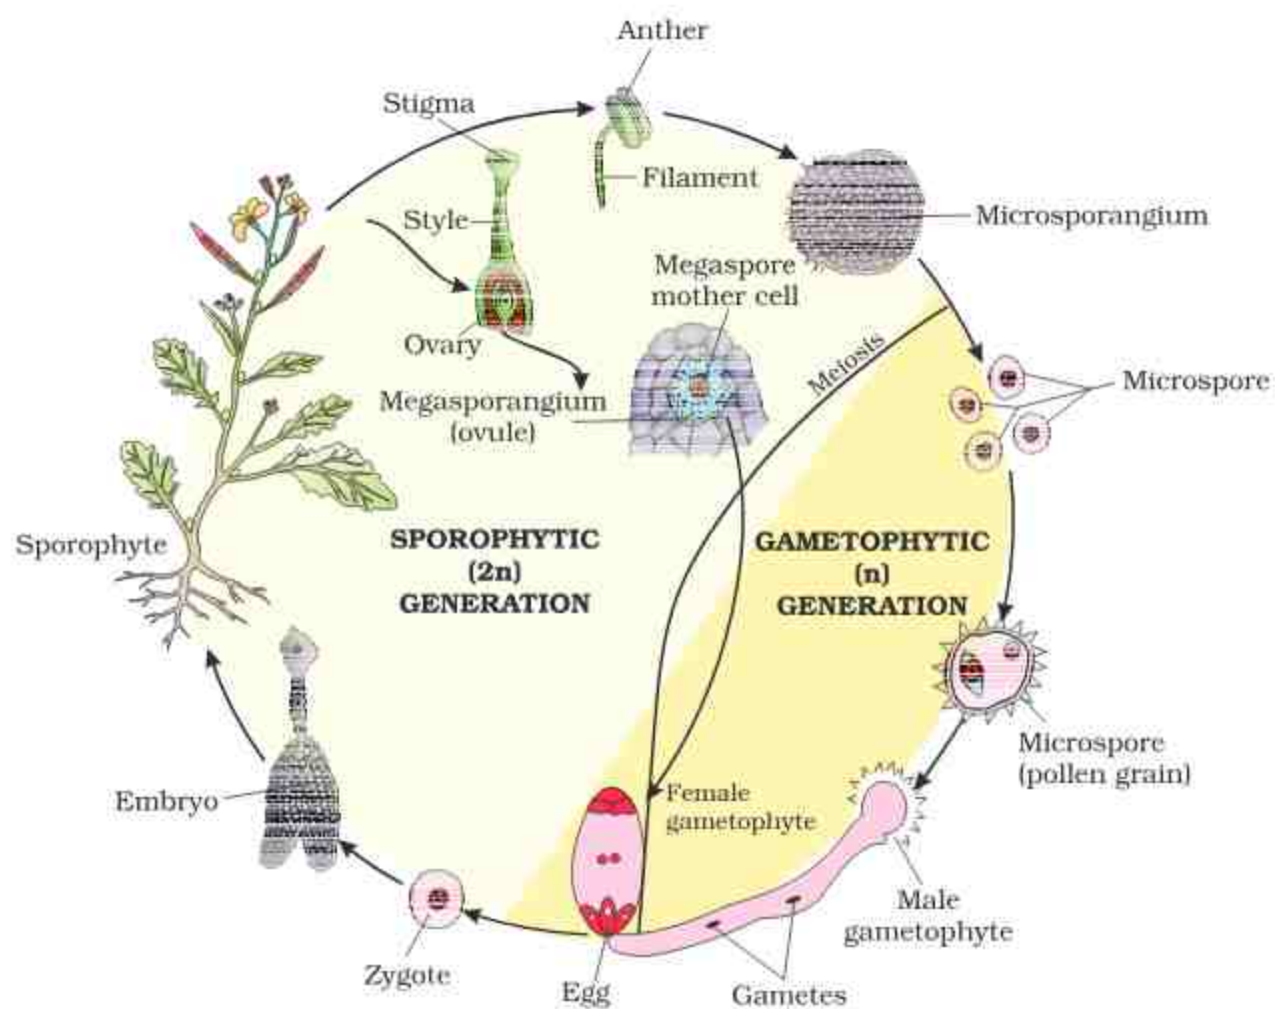 Anther
Stigma
Filament
Style
Microsporangium
Megaspore
mother cell
Ovary
Meiosis
Microspore
Megasporangium
(ovule)
SPOROPHYTIC
(2n)
GENERATION
GAMETOPHYTIC
(n)
GENERATION
Sporophyte
Microspore
(pollen grain)
Female
gametophyte
Embryo
Male
gametophyte
Zygote
Egg
Gametes